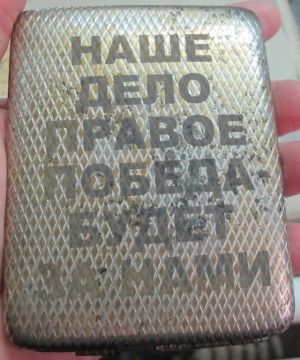 НАШЕ
ДЕЛО
ПРАВОЕ
ПОБЕДА
БУДЕТ
ЗА НАМИ